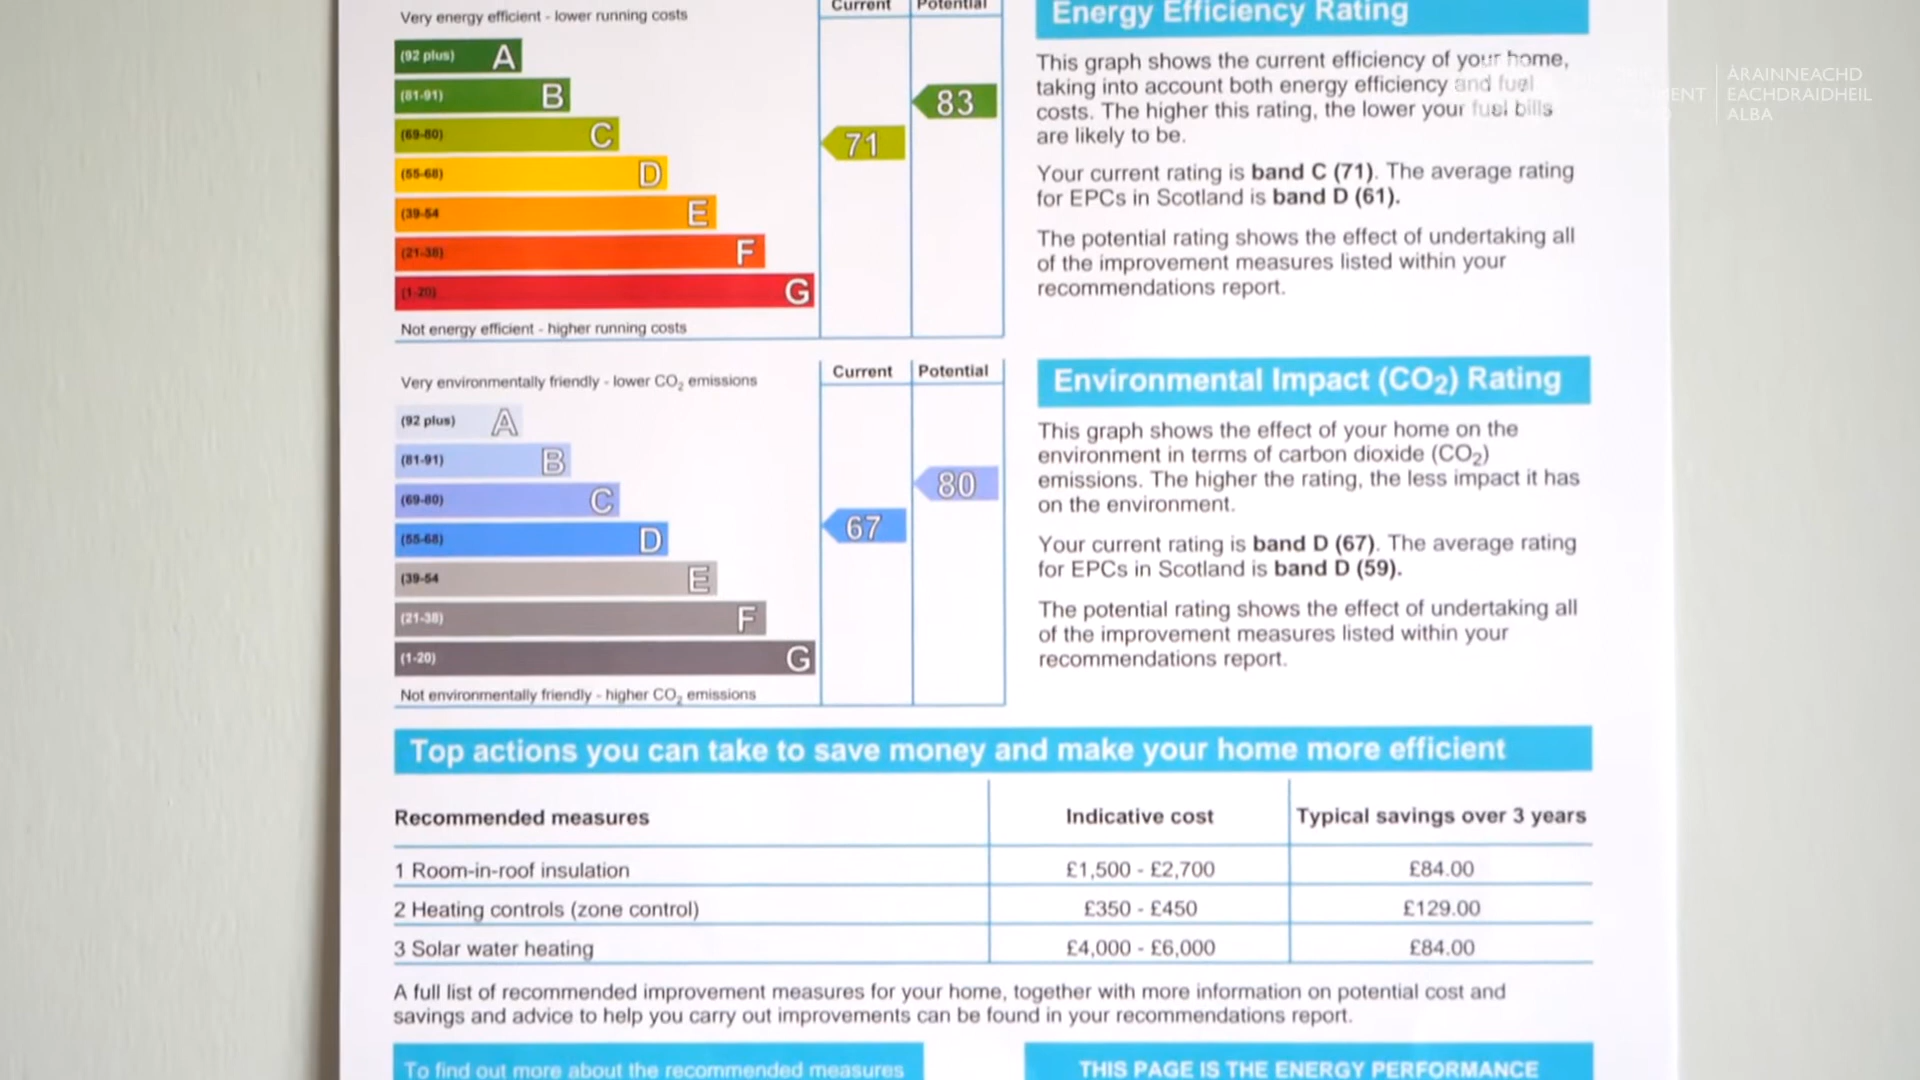 Very energy efficient - lower running costs
Current
Potential
(92 plus) A
(81-91) B
(69-80) C
(55-68) D
(39-54 E
(21-38) F
(1-20) G
83
71
Not energy efficient - higher running costs
Energy Efficiency Rating
This graph shows the current efficiency of your home,
taking into account both energy efficiency and fuel
costs. The higher this rating, the lower your fuel bills
are likely to be.
Your current rating is band C (71). The average rating
for EPCs in Scotland is band D (61).
The potential rating shows the effect of undertaking all
of the improvement measures listed within your
recommendations report.
ÀRAINNEACHD
EACHDRAIDHEIL
ALBA
Very environmentally friendly - lower CO₂ emissions
Current
Potential
(92 plus) A
(81-91) B
(69-80) C
(55-68) D
(39-54 E
(21-38) F
(1-20) G
80
67
Not environmentally friendly - higher CO₂ emissions
Environmental Impact (CO₂) Rating
This graph shows the effect of your home on the
environment in terms of carbon dioxide (CO₂)
emissions. The higher the rating, the less impact it has
on the environment.
Your current rating is band D (67). The average rating
for EPCs in Scotland is band D (59).
The potential rating shows the effect of undertaking all
of the improvement measures listed within your
recommendations report.
Top actions you can take to save money and make your home more efficient
Recommended measures Indicative cost Typical savings over 3 years
1 Room-in-roof insulation £1,500 - £2,700 £84.00
2 Heating controls (zone control) £350 - £450 £129.00
3 Solar water heating £4,000 - £6,000 £84.00
A full list of recommended improvement measures for your home, together with more information on potential cost and
savings and advice to help you carry out improvements can be found in your recommendations report.
To find out more about the recommended measures
THIS PAGE IS THE ENERGY PERFORMANCE